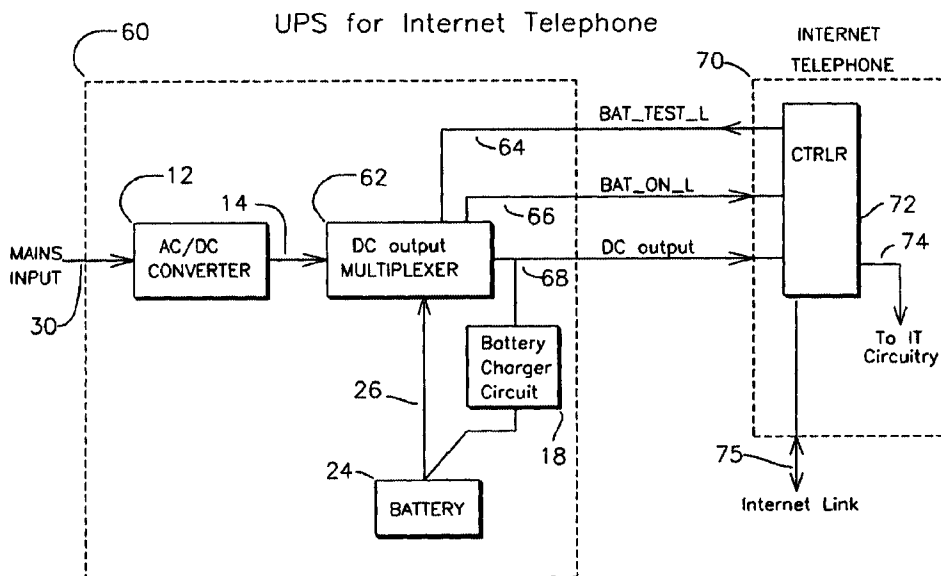 UPS for Internet Telephone
60
INTERNET
TELEPHONE
70
BAT_TEST_L
64
CTRLR
12
14
62
BAT_ON_L
66
72
74
MAINS
INPUT
30
AC/DC
CONVERTER
DC output
MULTIPLEXER
DC output
68
To IT
Circuitry
Battery
Charger
Circuit
26
18
24
BATTERY
75
Internet Link